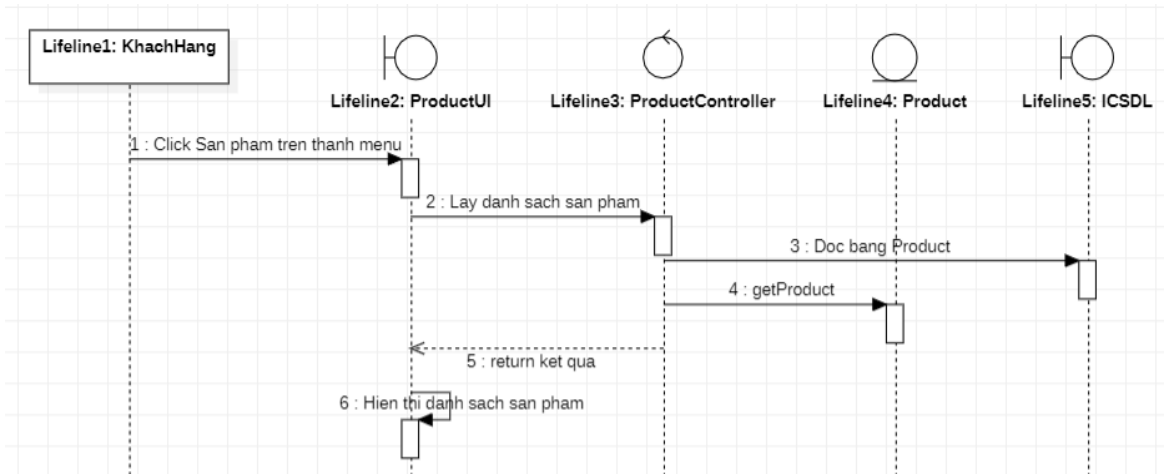 Lifeline1: KhachHang
Lifeline2: ProductUI
Lifeline3: ProductController
Lifeline4: Product
Lifeline5: ICSDL
1 : Click San pham tren thanh menu
2 : Lay danh sach san pham
3 : Doc bang Product
4 : getProduct
5 : return ket qua
6 : Hien thi danh sach san pham